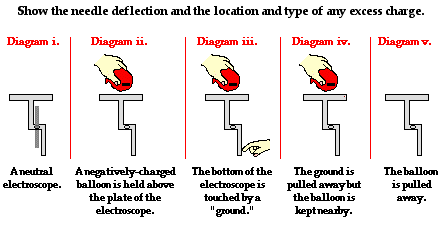 Show the needle deflection and the location and type of any excess charge.
Diagram i.
Diagram ii.
Diagram iii.
Diagram iv.
Diagram v.
A neutral
electroscope.
A negatively-charged
balloon is held above
the plate of the
electroscope.
The bottom of the
electroscope is
touched by a
"ground."
The ground is
pulled away but
the balloon is
kept nearby.
The balloon
is pulled
away.